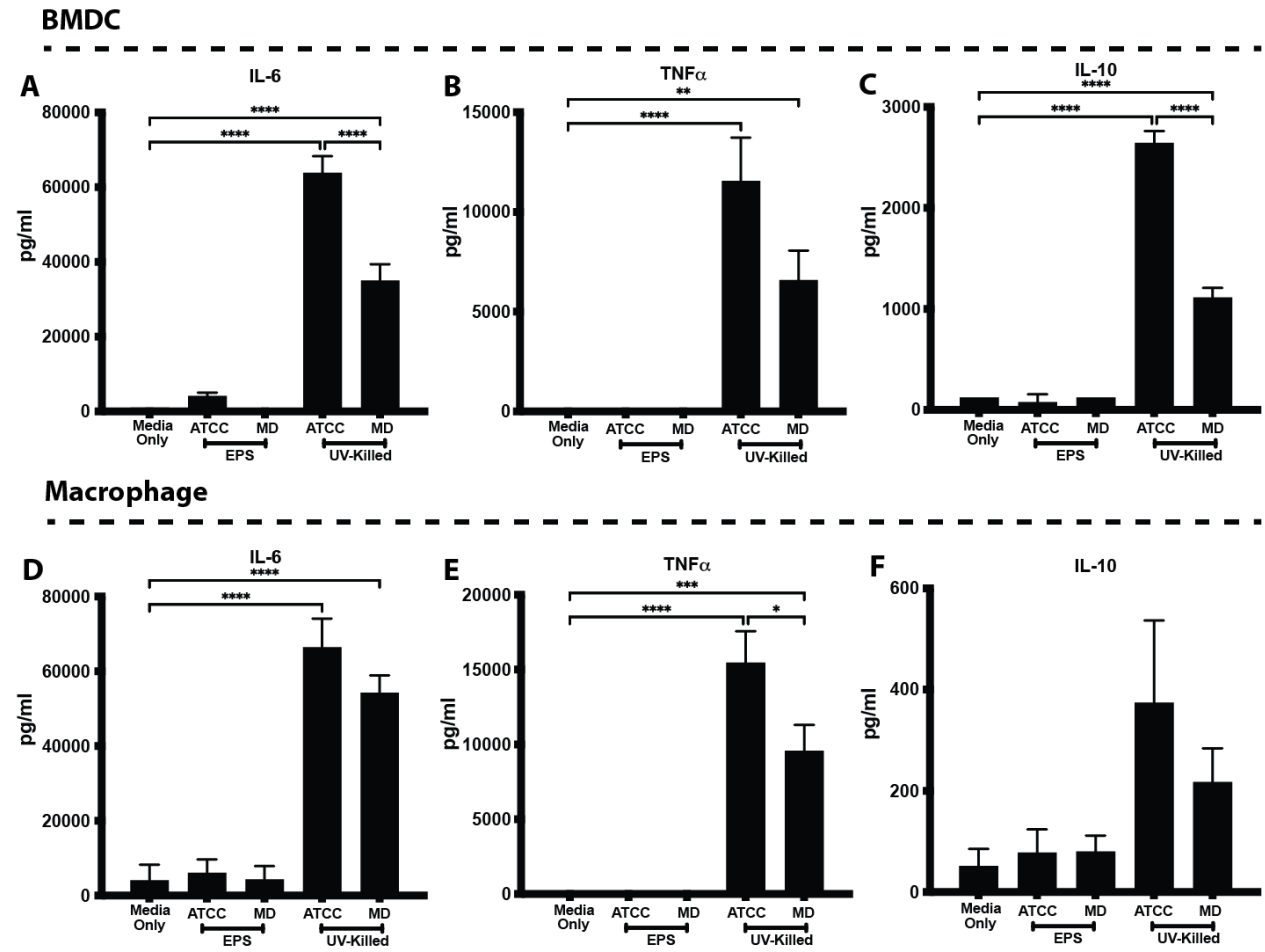 BMDC
A
IL-6
80000
60000
40000
20000
0
pg/ml
****
****
****
Media Only
ATCC
MD
ATCC
MD
EPS
UV-Killed
B
TNFα
15000
10000
5000
0
pg/ml
**
****
Media Only
ATCC
MD
ATCC
MD
EPS
UV-Killed
C
IL-10
3000
2000
1000
0
pg/ml
****
****
****
Media Only
ATCC
MD
ATCC
MD
EPS
UV-Killed
Macrophage
D
IL-6
80000
60000
40000
20000
0
pg/ml
****
****
Media Only
ATCC
MD
ATCC
MD
EPS
UV-Killed
E
TNFα
20000
15000
10000
5000
0
pg/ml
***
****
*
Media Only
ATCC
MD
ATCC
MD
EPS
UV-Killed
F
IL-10
600
400
200
0
pg/ml
Media Only
ATCC
MD
ATCC
MD
EPS
UV-Killed